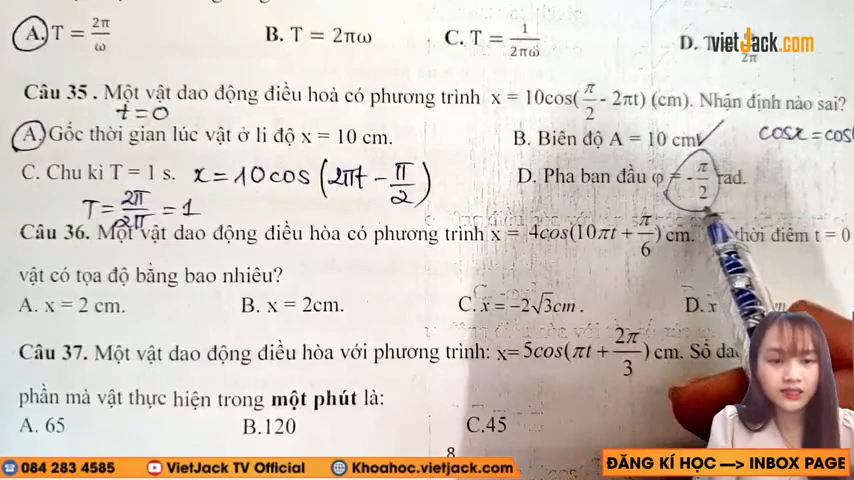 A. T = 2π/ω B. T = 2πω C. T = 1/2πω D. T
vietJack.com
Câu 35 . Một vật dao động điều hoà có phương trình x = 10cos(π/2 - 2πt) (cm). Nhận định nào sai?
t=0
A. Gốc thời gian lúc vật ở li độ x = 10 cm. B. Biên độ A = 10 cm cosx = cos
C. Chu kì T = 1 s. x = 10 cos (2πt - π/2) D. Pha ban đầu φ = -π/2 rad.
T = 2π/2π = 1
Câu 36. Một vật dao động điều hòa có phương trình x = 4cos(10πt + π/6) cm. thời điểm t = 0
vật có tọa độ bằng bao nhiêu?
A. x = 2 cm. B. x = 2cm. C. x = -2√3cm . D. x
Câu 37. Một vật dao động điều hòa với phương trình: x=5cos(πt + 2π/3) cm. Số
phần mà vật thực hiện trong một phút là:
A. 65 B.120 C.45
8
084 283 4585 VietJack TV Official Khoahoc.vietjack.com ĐĂNG KÍ HỌC —> INBOX PAGE